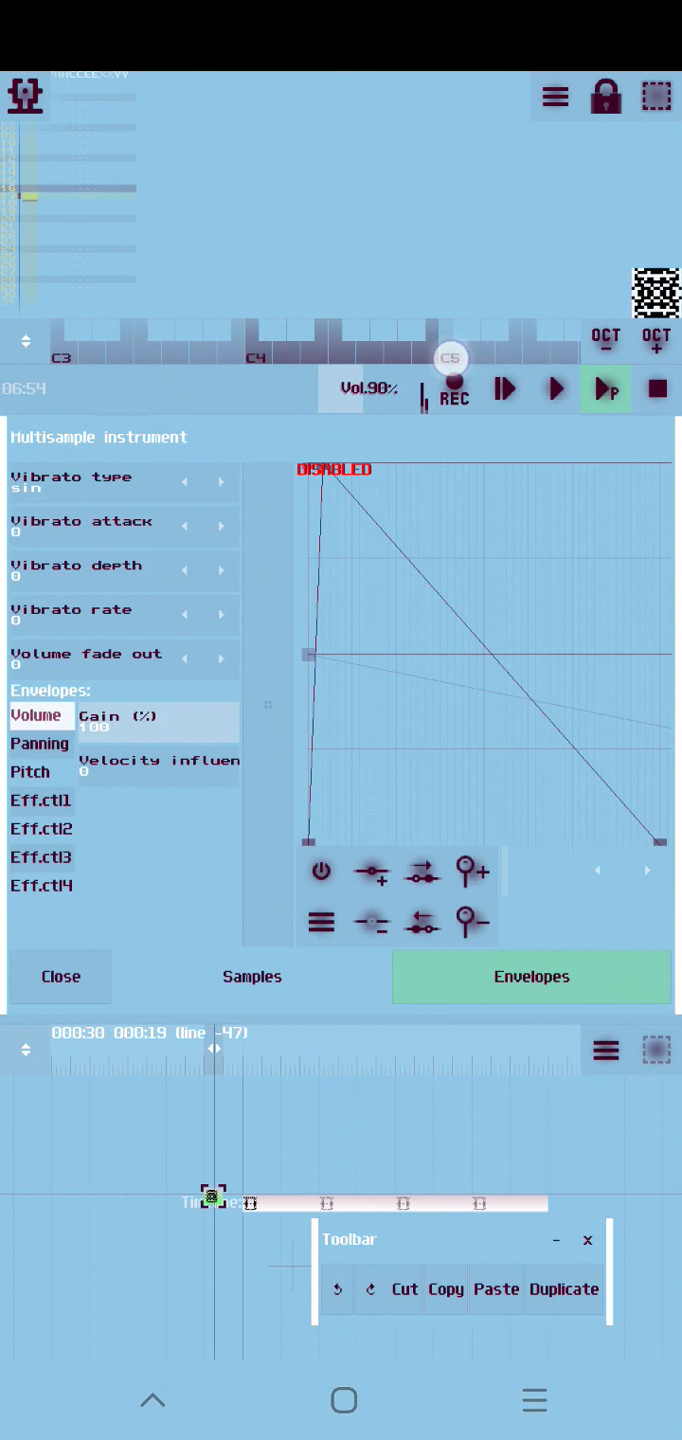 C3
C4
C5
OCT
-
OCT
+
06:54
Vol.90%
REC
P
Multisample instrument
Vibrato type
sin
Vibrato attack
0
Vibrato depth
0
Vibrato rate
0
Volume fade out
0
Envelopes:
Volume
Panning
Pitch
Eff.ctl1
Eff.ctl2
Eff.ctl3
Eff.ctl4
Gain (%)
100
Velocity influen
0
DISABLED
Close
Samples
Envelopes
000:30 000:19 (line -47)
Toolbar
-
x
Cut
Copy
Paste
Duplicate